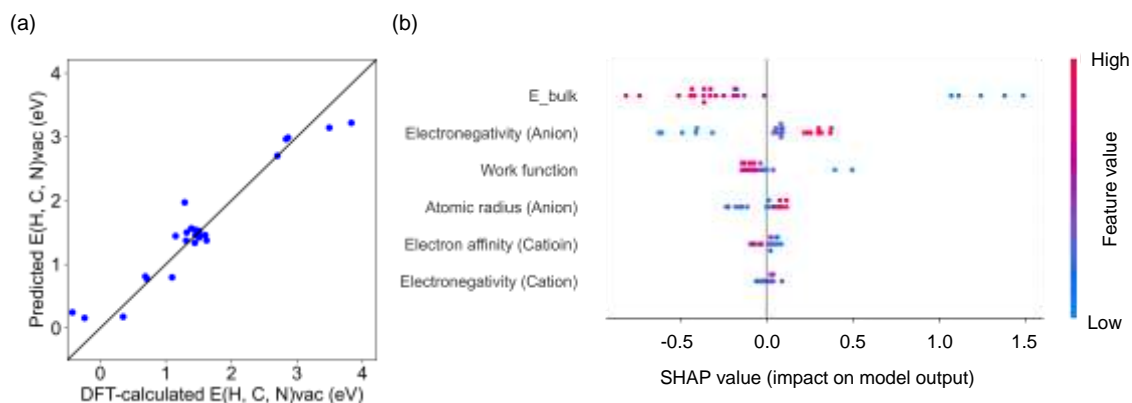 (a)
(b)
4
3
2
1
0
Predicted E(H, C, N)vac (eV)
0 1 2 3 4
DFT-calculated E(H, C, N)vac (eV)
E_bulk
Electronegativity (Anion)
Work function
Atomic radius (Anion)
Electron affinity (Catioin)
Electronegativity (Cation)
-0.5 0.0 0.5 1.0 1.5
SHAP value (impact on model output)
High
Feature value
Low